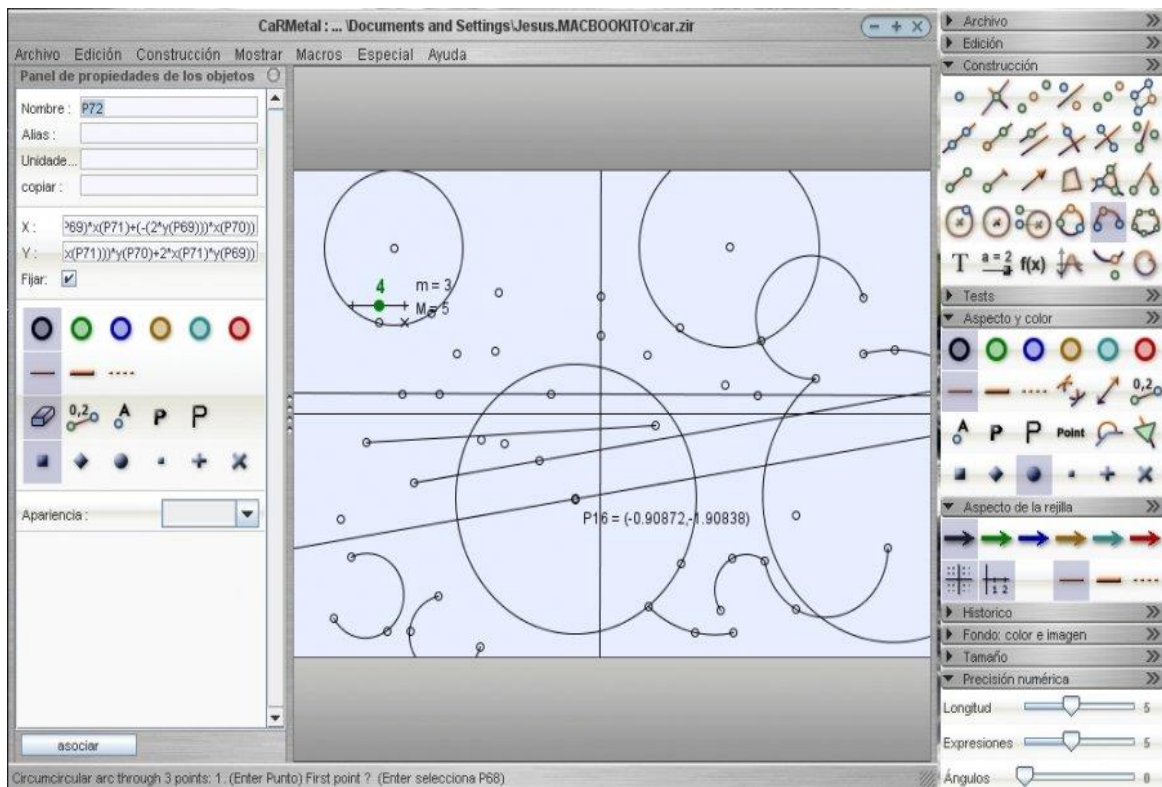 CaRMetal : ... \Documents and Settings\Jesus.MACBOOKITO\car.zir
Archivo Edición Construcción Mostrar Macros Especial Ayuda
Panel de propiedades de los objetos
Nombre : P72
Alias :
Unidade...
copiar :
X : ?69)*x(P71)+(-(2*y(P69)))*x(P70))
Y : x(P71)))*y(P70)+2*x(P71)*y(P69))
Fijar:
0,2 A P P
Apariencia :
asociar
4
m = 3
M = 5
P16 = (-0.90872,-1.90838)
Archivo
Edición
Construcción
T a = 2 f(x)
Tests
Aspecto y color
0,2
A P P Point
Aspecto de la rejilla
1 2
Historico
Fondo: color e imagen
Tamaño
Precisión numérica
Longitud 5
Expresiones 5
Ángulos 0
Circumcircular arc through 3 points: 1. (Enter Punto) First point ? (Enter selecciona P68)